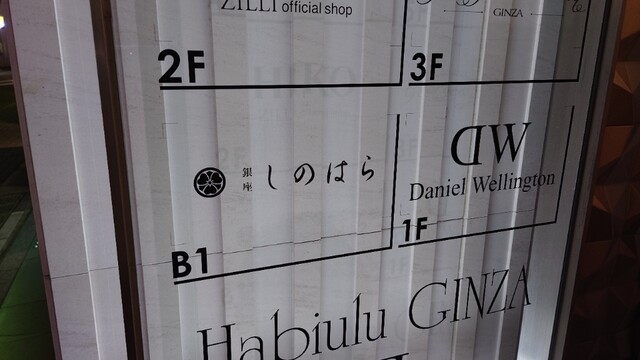 ZILLI official shop
2F
GINZA
3F
銀座 しのはら
B1
DW
Daniel Wellington
1F
Habiulu GINZA